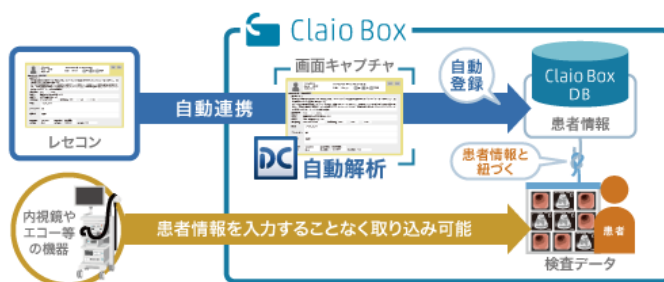 Claio Box
画面キャプチャ
自動連携
DC
自動解析
自動
登録
Claio Box
DB
患者情報
レセコン
患者情報と
紐づく
内視鏡や
エコー等
の機器
患者情報を入力することなく取り込み可能
患者
検査データ